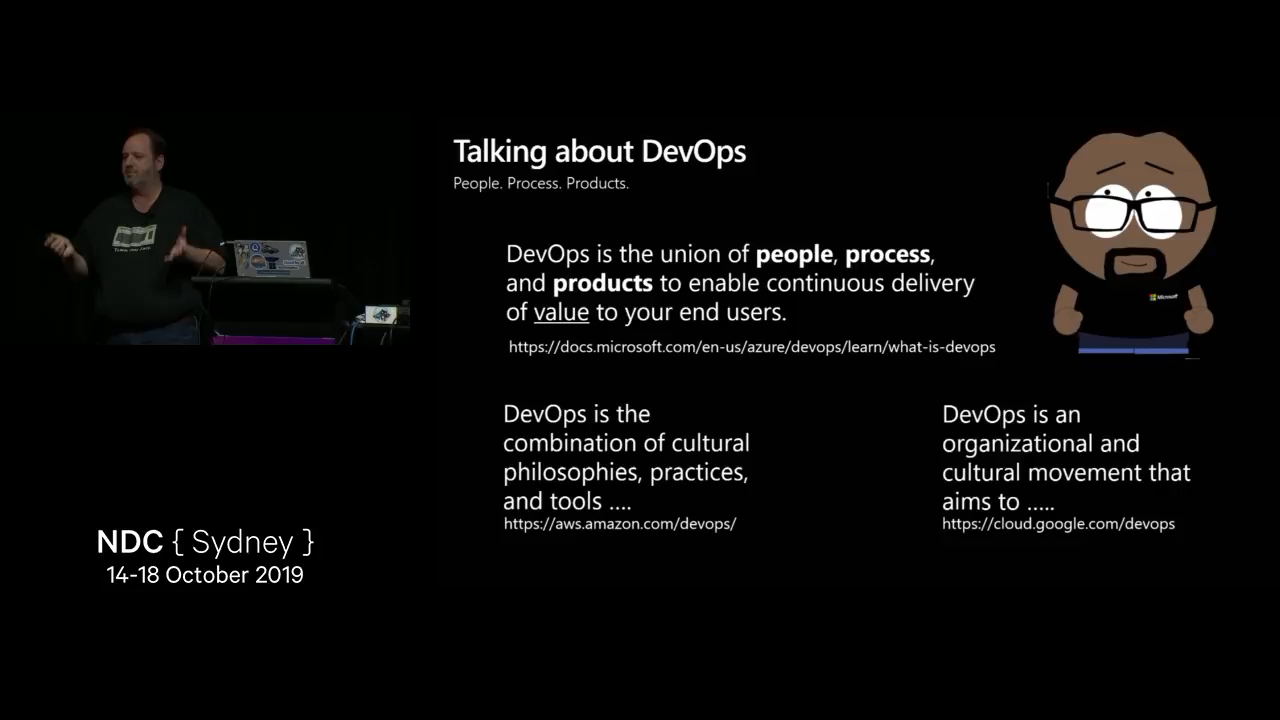 Talking about DevOps
People. Process. Products.
DevOps is the union of people, process,
and products to enable continuous delivery
of value to your end users.
https://docs.microsoft.com/en-us/azure/devops/learn/what-is-devops
DevOps is the
combination of cultural
philosophies, practices,
and tools ....
https://aws.amazon.com/devops/
DevOps is an
organizational and
cultural movement that
aims to .....
https://cloud.google.com/devops
Microsoft
NDC { Sydney }
14-18 October 2019